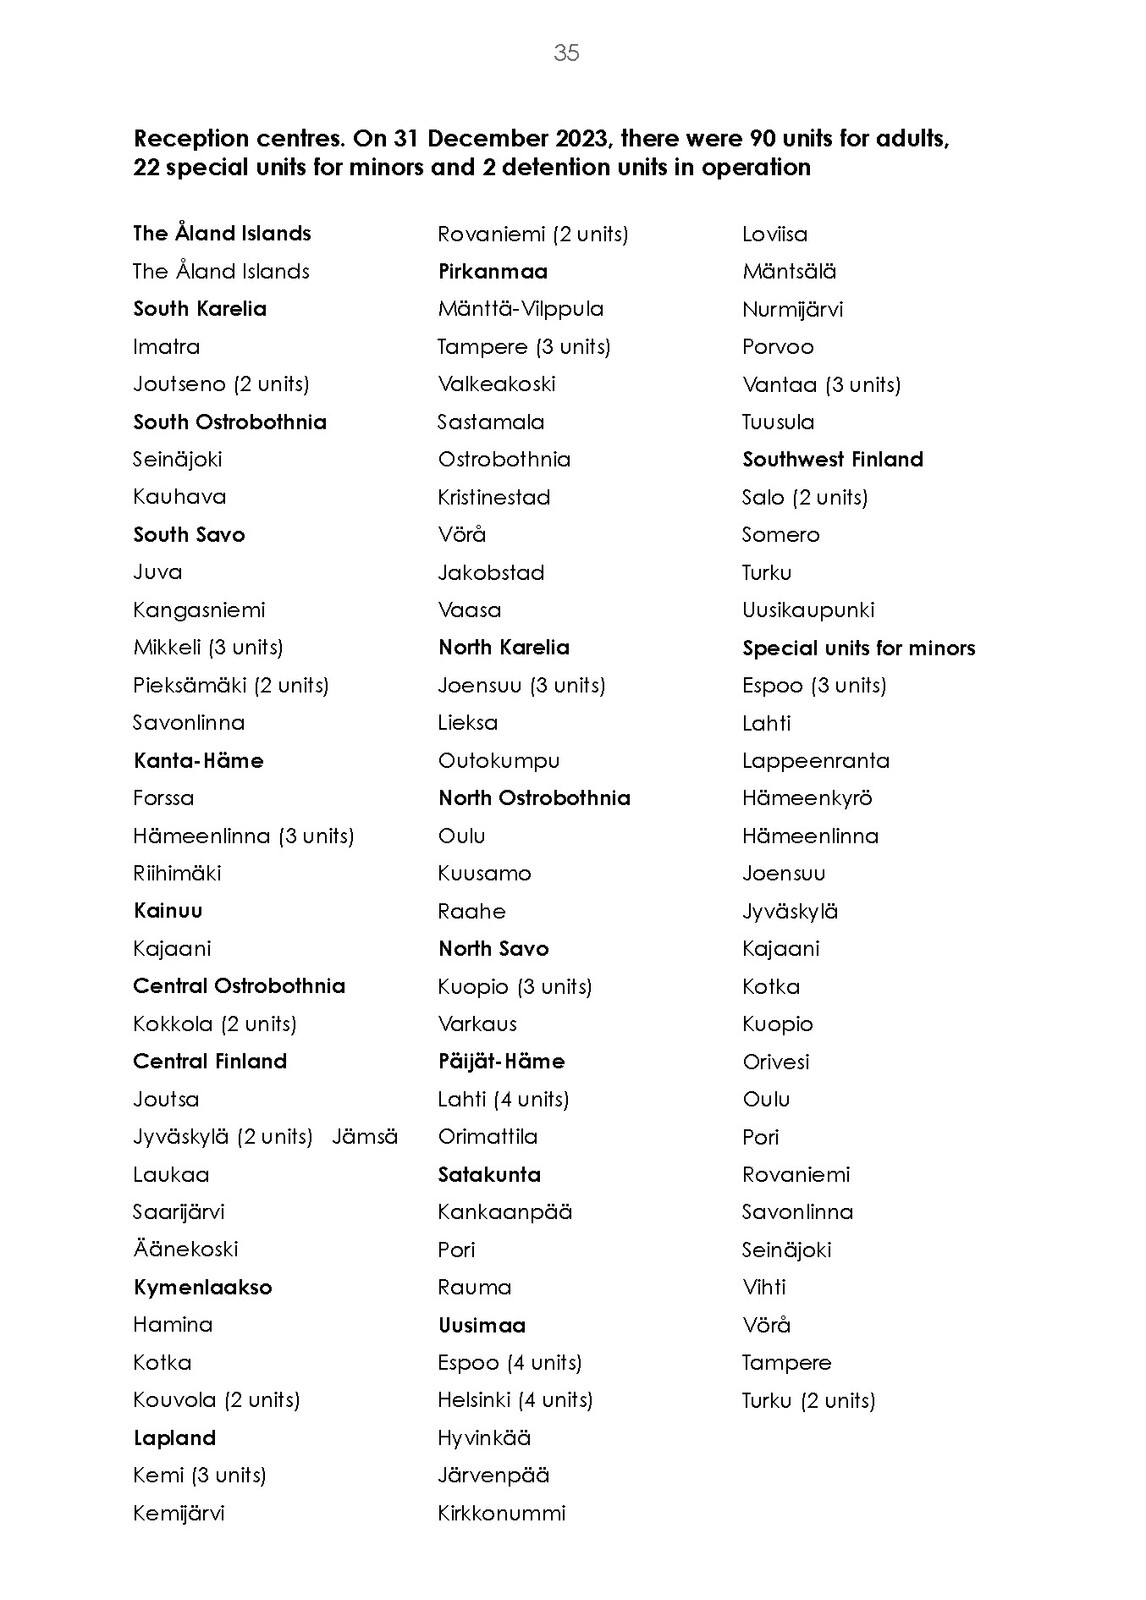 35
Reception centres. On 31 December 2023, there were 90 units for adults,
22 special units for minors and 2 detention units in operation
The Åland Islands
The Åland Islands
South Karelia
Imatra
Joutseno (2 units)
South Ostrobothnia
Seinäjoki
Kauhava
South Savo
Juva
Kangasniemi
Mikkeli (3 units)
Pieksämäki (2 units)
Savonlinna
Kanta-Häme
Forssa
Hämeenlinna (3 units)
Riihimäki
Kainuu
Kajaani
Central Ostrobothnia
Kokkola (2 units)
Central Finland
Joutsa
Jyväskylä (2 units) Jämsä
Laukaa
Saarijärvi
Äänekoski
Kymenlaakso
Hamina
Kotka
Kouvola (2 units)
Lapland
Kemi (3 units)
Kemijärvi
Rovaniemi (2 units)
Pirkanmaa
Mänttä-Vilppula
Tampere (3 units)
Valkeakoski
Sastamala
Ostrobothnia
Kristinestad
Vörå
Jakobstad
Vaasa
North Karelia
Joensuu (3 units)
Lieksa
Outokumpu
North Ostrobothnia
Oulu
Kuusamo
Raahe
North Savo
Kuopio (3 units)
Varkaus
Päijät-Häme
Lahti (4 units)
Orimattila
Satakunta
Kankaanpää
Pori
Rauma
Uusimaa
Espoo (4 units)
Helsinki (4 units)
Hyvinkää
Järvenpää
Kirkkonummi
Loviisa
Mäntsälä
Nurmijärvi
Porvoo
Vantaa (3 units)
Tuusula
Southwest Finland
Salo (2 units)
Somero
Turku
Uusikaupunki
Special units for minors
Espoo (3 units)
Lahti
Lappeenranta
Hämeenkyrö
Hämeenlinna
Joensuu
Jyväskylä
Kajaani
Kotka
Kuopio
Orivesi
Oulu
Pori
Rovaniemi
Savonlinna
Seinäjoki
Vihti
Vörå
Tampere
Turku (2 units)